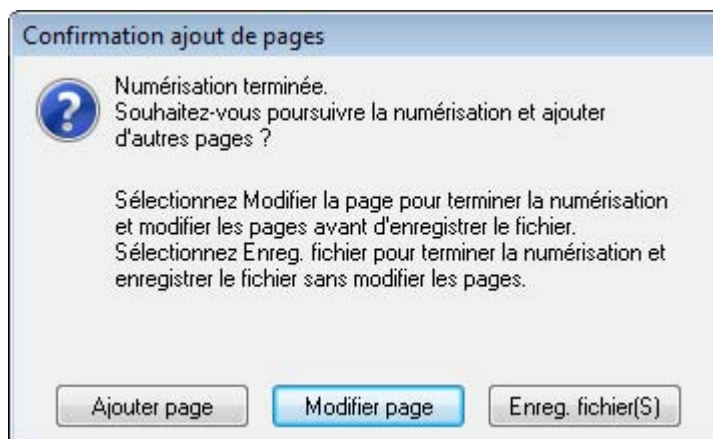 Confirmation ajout de pages
Numérisation terminée.
Souhaitez-vous poursuivre la numérisation et ajouter
d'autres pages ?
Sélectionnez Modifier la page pour terminer la numérisation
et modifier les pages avant d'enregistrer le fichier.
Sélectionnez Enreg. fichier pour terminer la numérisation et
enregistrer le fichier sans modifier les pages.
Ajouter page
Modifier page
Enreg. fichier(S)